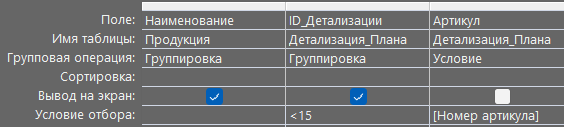 Поле: Наименование ID_Детализации Артикул
Имя таблицы: Продукция Детализация_Плана Детализация_Плана
Групповая операция: Группировка Группировка Условие
Сортировка:
Вывод на экран:
Условие отбора: <15 [Номер артикула]